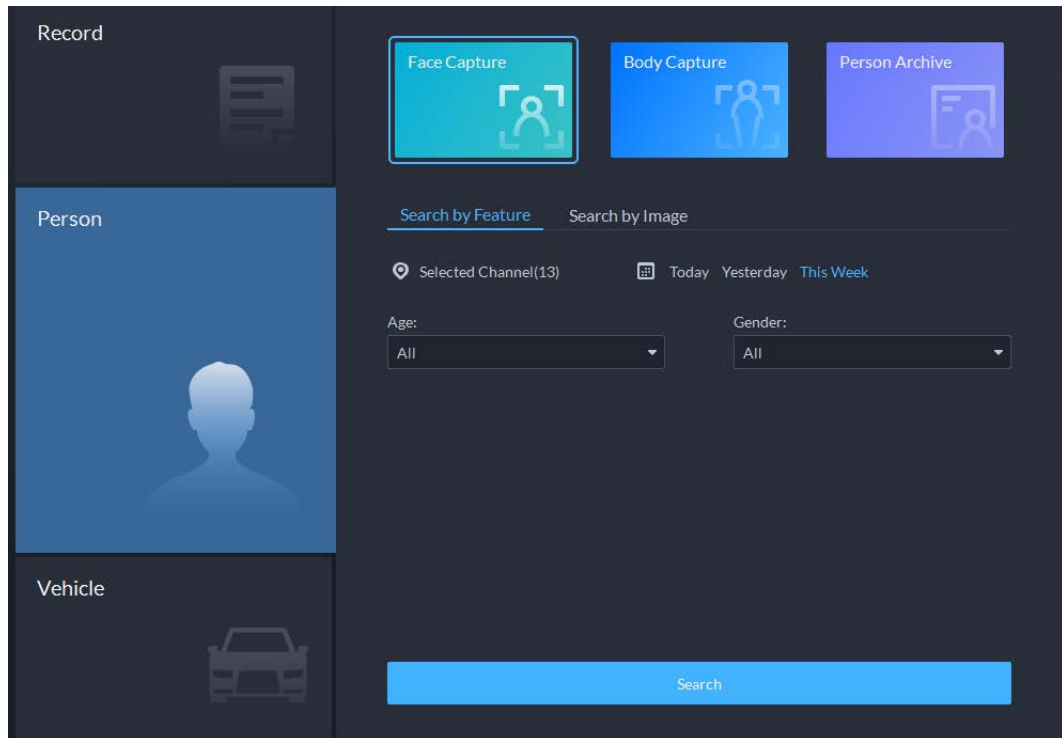 Record
Face Capture
Body Capture
Person Archive
Person
Search by Feature
Search by Image
Selected Channel(13)
Today Yesterday This Week
Age:
Gender:
All
All
Vehicle
Search